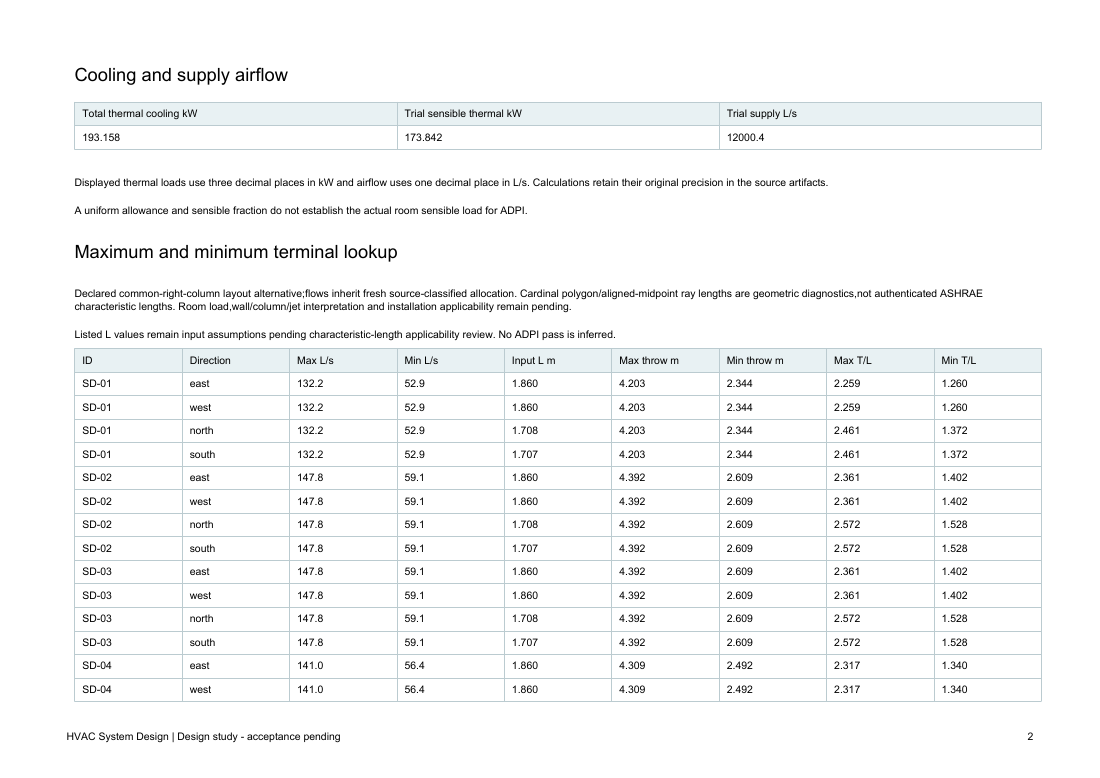 Cooling and supply airflow
Total thermal cooling kW Trial sensible thermal kW Trial supply L/s
193.158 173.842 12000.4
Displayed thermal loads use three decimal places in kW and airflow uses one decimal place in L/s. Calculations retain their original precision in the source artifacts.
A uniform allowance and sensible fraction do not establish the actual room sensible load for ADPI.
Maximum and minimum terminal lookup
Declared common-right-column layout alternative;flows inherit fresh source-classified allocation. Cardinal polygon/aligned-midpoint ray lengths are geometric diagnostics,not authenticated ASHRAE
characteristic lengths. Room load,wall/column/jet interpretation and installation applicability remain pending.
Listed L values remain input assumptions pending characteristic-length applicability review. No ADPI pass is inferred.
ID Direction Max L/s Min L/s Input L m Max throw m Min throw m Max T/L Min T/L
SD-01 east 132.2 52.9 1.860 4.203 2.344 2.259 1.260
SD-01 west 132.2 52.9 1.860 4.203 2.344 2.259 1.260
SD-01 north 132.2 52.9 1.708 4.203 2.344 2.461 1.372
SD-01 south 132.2 52.9 1.707 4.203 2.344 2.461 1.372
SD-02 east 147.8 59.1 1.860 4.392 2.609 2.361 1.402
SD-02 west 147.8 59.1 1.860 4.392 2.609 2.361 1.402
SD-02 north 147.8 59.1 1.708 4.392 2.609 2.572 1.528
SD-02 south 147.8 59.1 1.707 4.392 2.609 2.572 1.528
SD-03 east 147.8 59.1 1.860 4.392 2.609 2.361 1.402
SD-03 west 147.8 59.1 1.860 4.392 2.609 2.361 1.402
SD-03 north 147.8 59.1 1.708 4.392 2.609 2.572 1.528
SD-03 south 147.8 59.1 1.707 4.392 2.609 2.572 1.528
SD-04 east 141.0 56.4 1.860 4.309 2.492 2.317 1.340
SD-04 west 141.0 56.4 1.860 4.309 2.492 2.317 1.340
HVAC System Design | Design study - acceptance pending 2